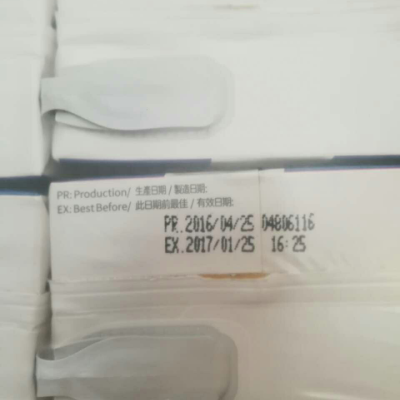 PR: Production/ 生產日期 / 製造日期:
EX: Best Before/ 此日期前最佳 / 有效日期:
PR.2016/04/25 04806116
EX.2017/01/25 16:25